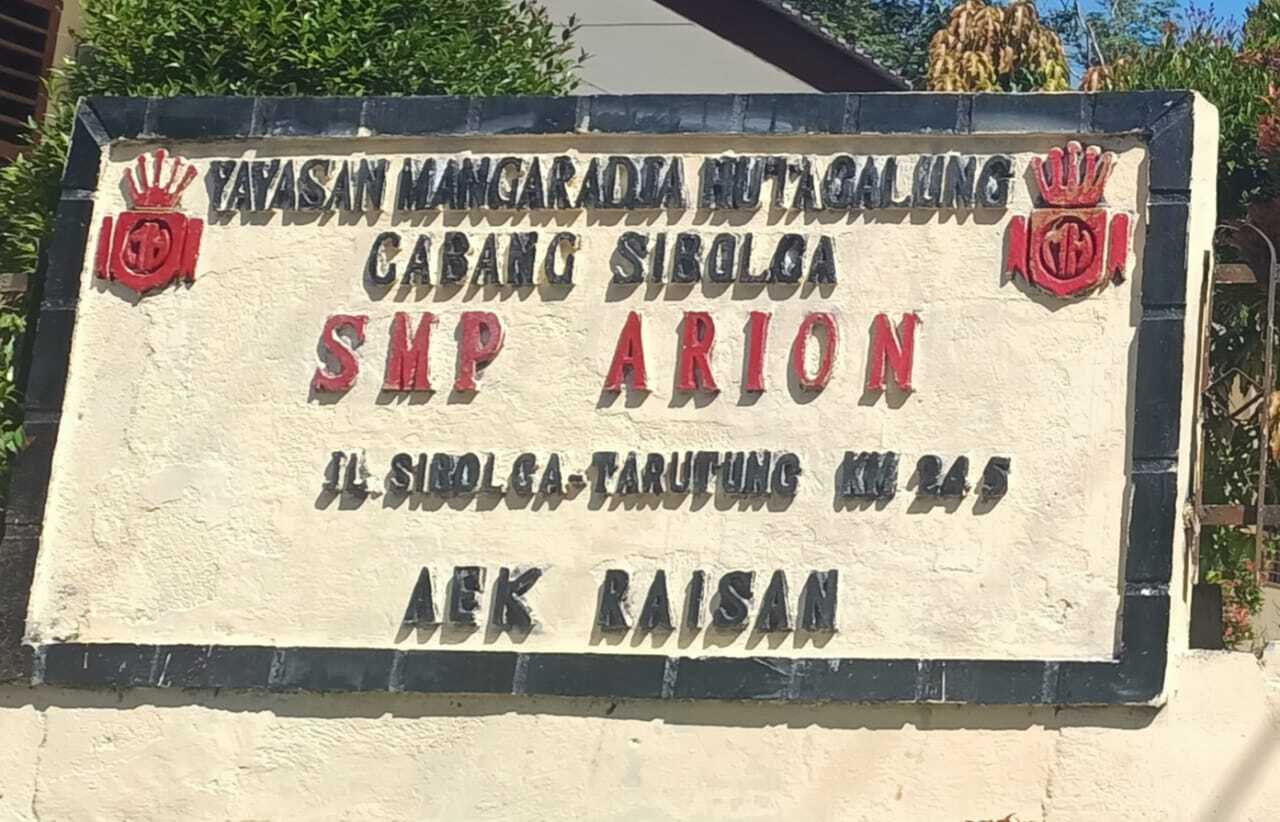 YAYASAN MANGARADJA HUTAGALUNG
CABANG SIBOLGA
SMP ARION
JL. SIBOLGA-TARUTUNG KM 24,5
AEK RAISAN